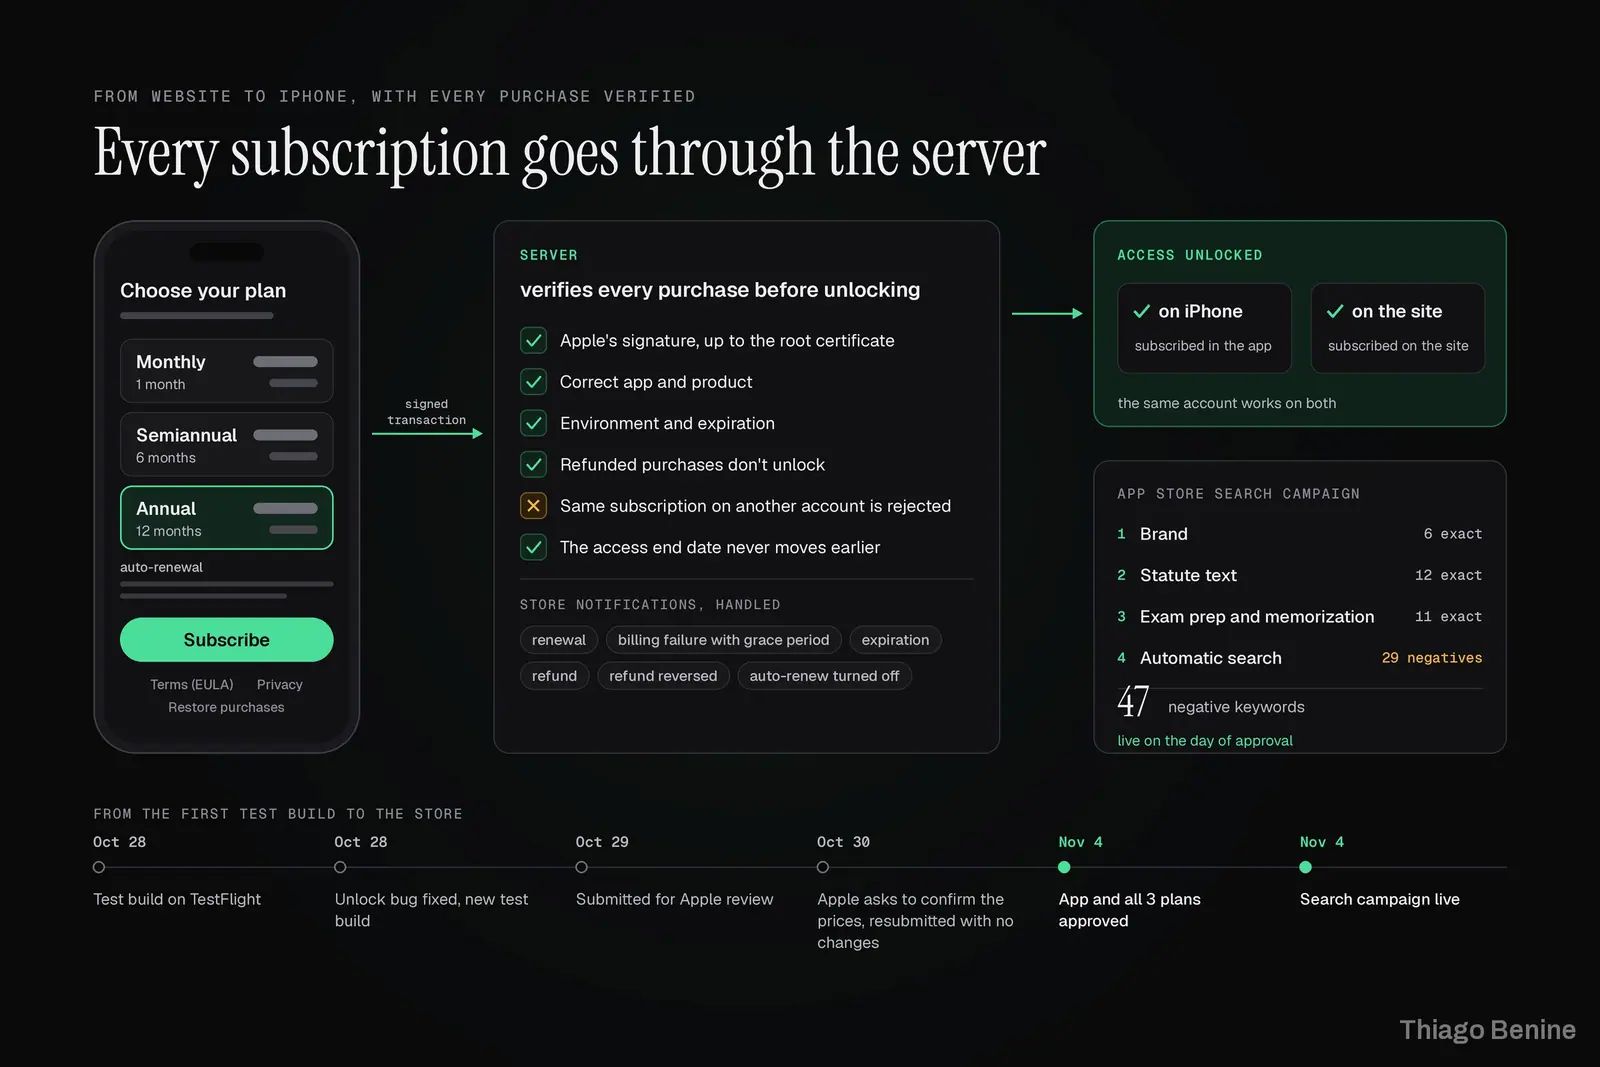 FROM WEBSITE TO IPHONE, WITH EVERY PURCHASE VERIFIED
Every subscription goes through the server
Choose your plan
Monthly
1 month
Semiannual
6 months
Annual
12 months
auto-renewal
Subscribe
Terms (EULA) Privacy
Restore purchases
signed
transaction
SERVER
verifies every purchase before unlocking
Apple's signature, up to the root certificate
Correct app and product
Environment and expiration
Refunded purchases don't unlock
Same subscription on another account is rejected
The access end date never moves earlier
STORE NOTIFICATIONS, HANDLED
renewal billing failure with grace period expiration
refund refund reversed auto-renew turned off
ACCESS UNLOCKED
on iPhone
subscribed in the app
on the site
subscribed on the site
the same account works on both
APP STORE SEARCH CAMPAIGN
1 Brand 6 exact
2 Statute text 12 exact
3 Exam prep and memorization 11 exact
4 Automatic search 29 negatives
47 negative keywords
live on the day of approval
FROM THE FIRST TEST BUILD TO THE STORE
Oct 28
Test build on TestFlight
Oct 28
Unlock bug fixed, new test
build
Oct 29
Submitted for Apple review
Oct 30
Apple asks to confirm the
prices, resubmitted with no
changes
Nov 4
App and all 3 plans
approved
Nov 4
Search campaign live
Thiago Benine